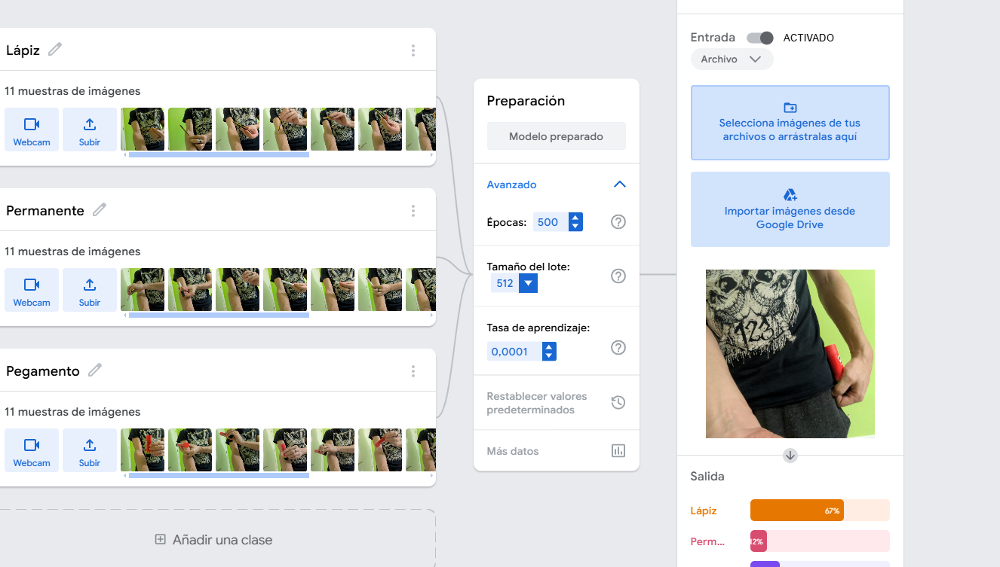 Lápiz
11 muestras de imágenes
Webcam
Subir
Permanente
11 muestras de imágenes
Webcam
Subir
Pegamento
11 muestras de imágenes
Webcam
Subir
Añadir una clase
Preparación
Modelo preparado
Avanzado
Épocas: 500
Tamaño del lote:
512
Tasa de aprendizaje:
0,0001
Restablecer valores
predeterminados
Más datos
Entrada ACTIVADO
Archivo
Selecciona imágenes de tus
archivos o arrástralas aquí
Importar imágenes desde
Google Drive
123
Salida
Lápiz 67%
Perm... 12%